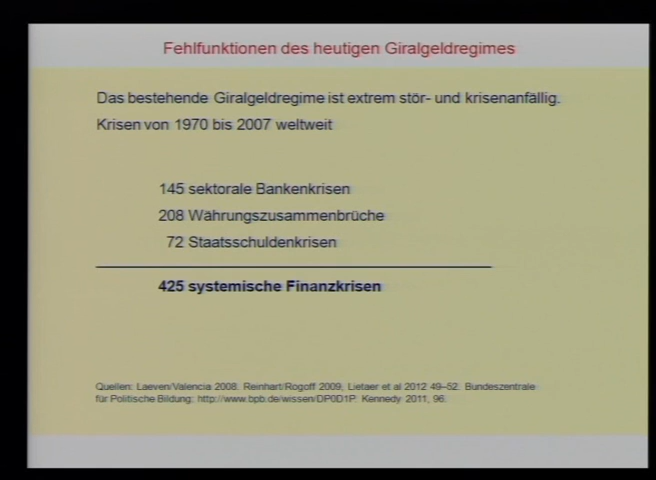 Fehlfunktionen des heutigen Giralgeldregimes
Das bestehende Giralgeldregime ist extrem stör- und krisenanfällig.
Krisen von 1970 bis 2007 weltweit
145 sektorale Bankenkrisen
208 Währungszusammenbrüche
72 Staatsschuldenkrisen
425 systemische Finanzkrisen
Quellen: Laeven/Valencia 2008. Reinhart/Rogoff 2009, Lietaer et al 2012 49–52. Bundeszentrale
für Politische Bildung: http://www.bpb.de/wissen/DP0D1P. Kennedy 2011, 96.